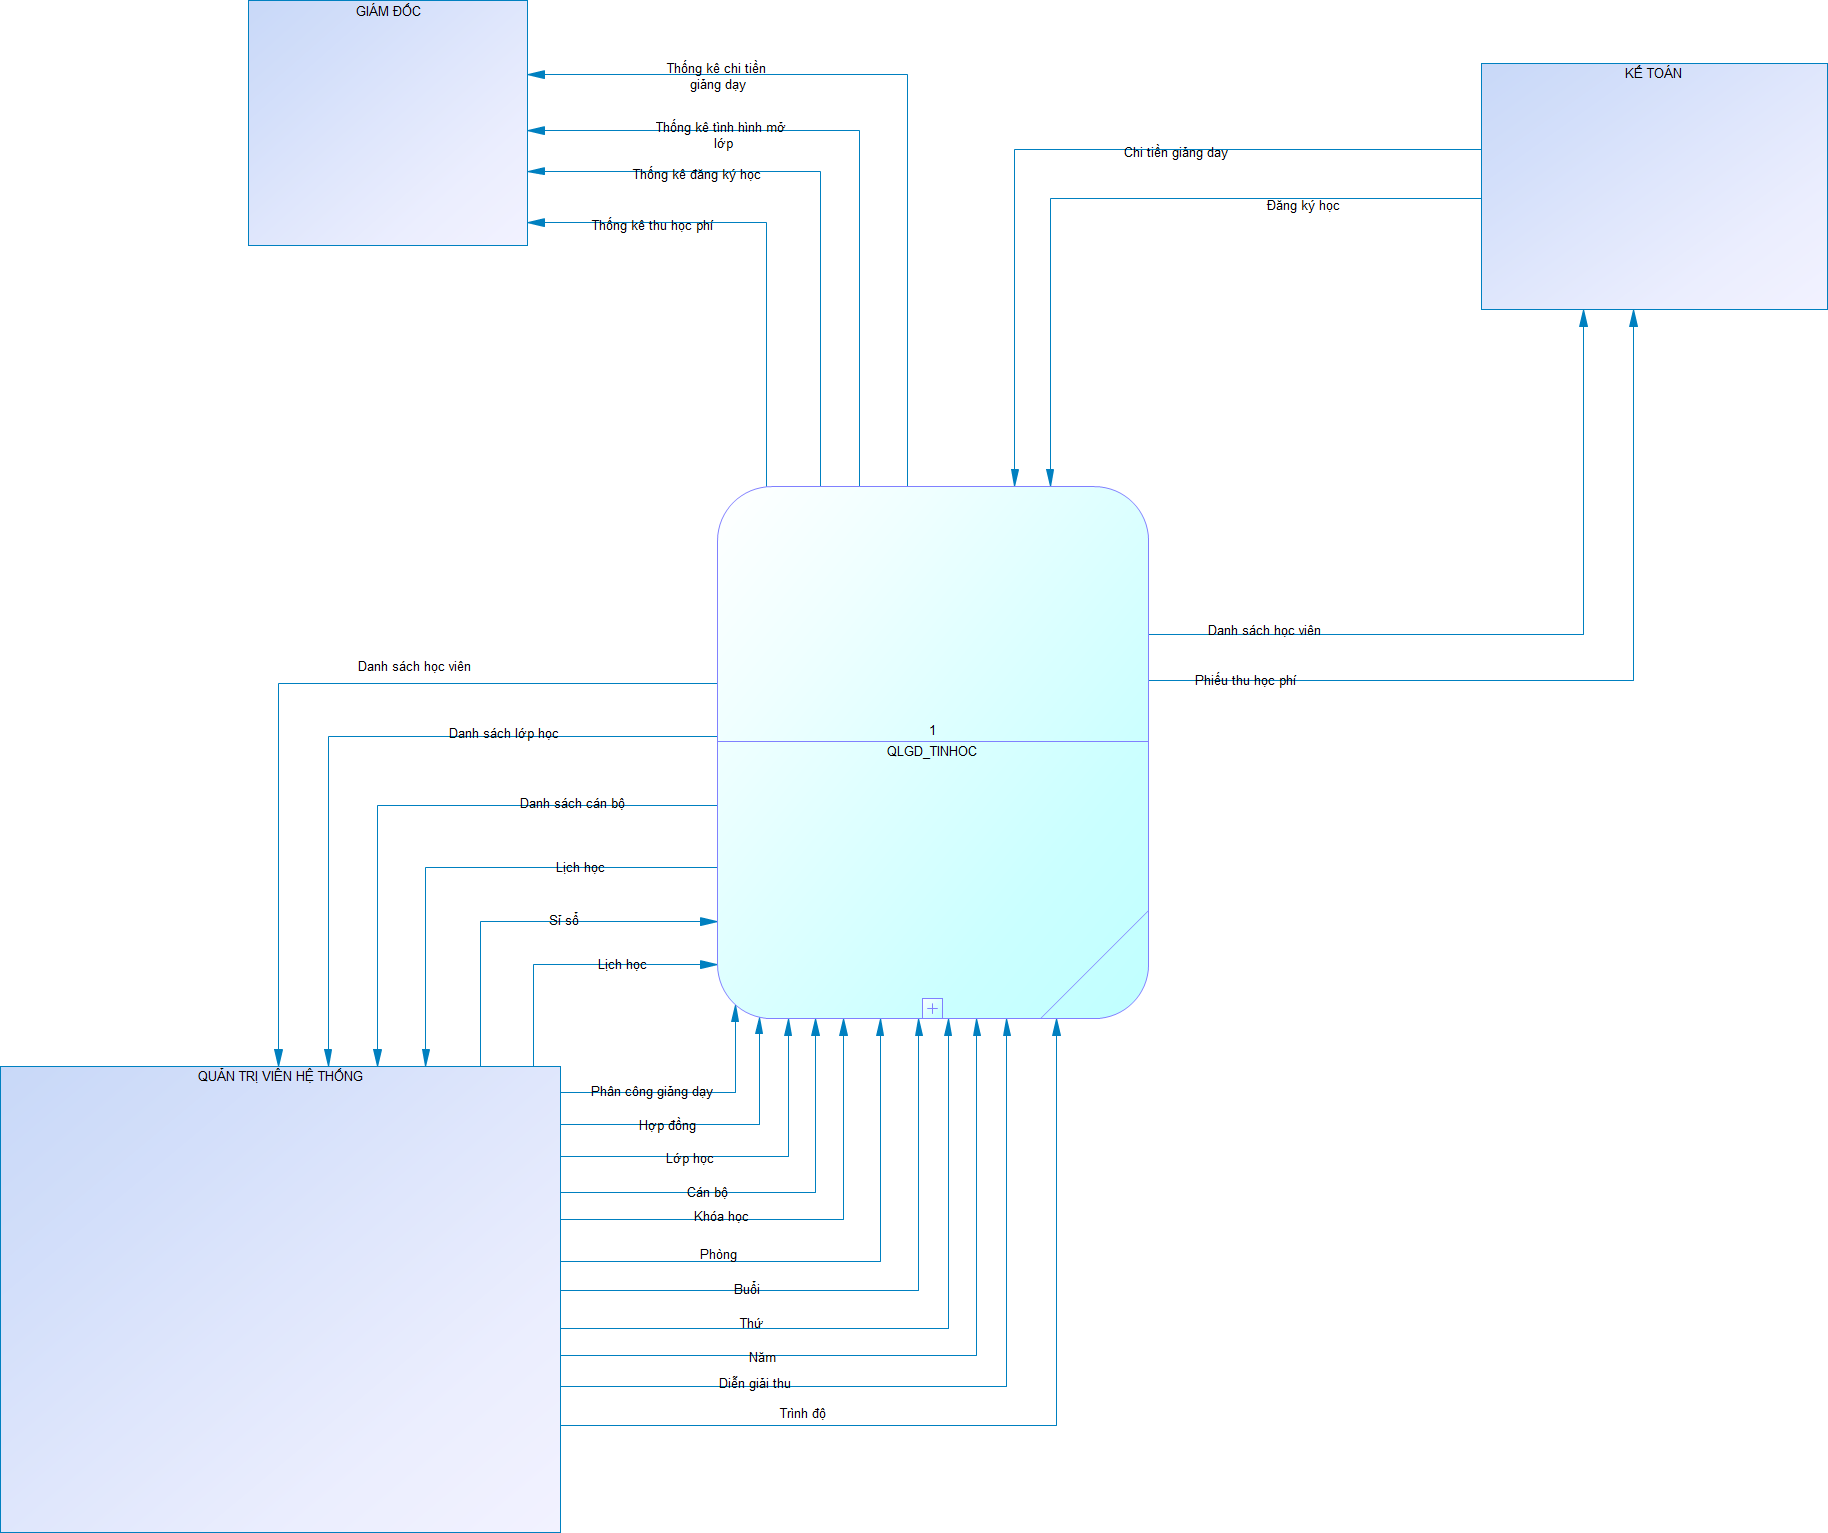 GIÁM ĐỐC
KẾ TOÁN
Thống kê chi tiền
giảng dạy
Thống kê tình hình mở
lớp
Thống kê đăng ký học
Thống kê thu học phí
Chi tiền giảng day
Đăng ký học
Danh sách học viên
Phiếu thu học phí
Danh sách học viên
Danh sách lớp học
Danh sách cán bộ
Lịch học
Sĩ sổ
Lịch học
1
QLGD_TINHOC
QUẢN TRỊ VIÊN HỆ THỐNG
Phân công giảng dạy
Hợp đồng
Lớp học
Cán bộ
Khóa học
Phòng
Buổi
Thứ
Năm
Diễn giải thu
Trình độ